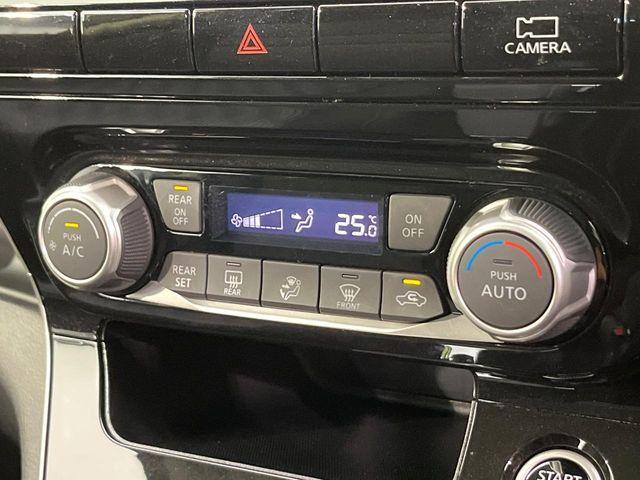 CAMERA
PUSH
A/C
REAR
ON
OFF
25.0
°C
ON
OFF
PUSH
AUTO
REAR
SET
REAR
FRONT
START